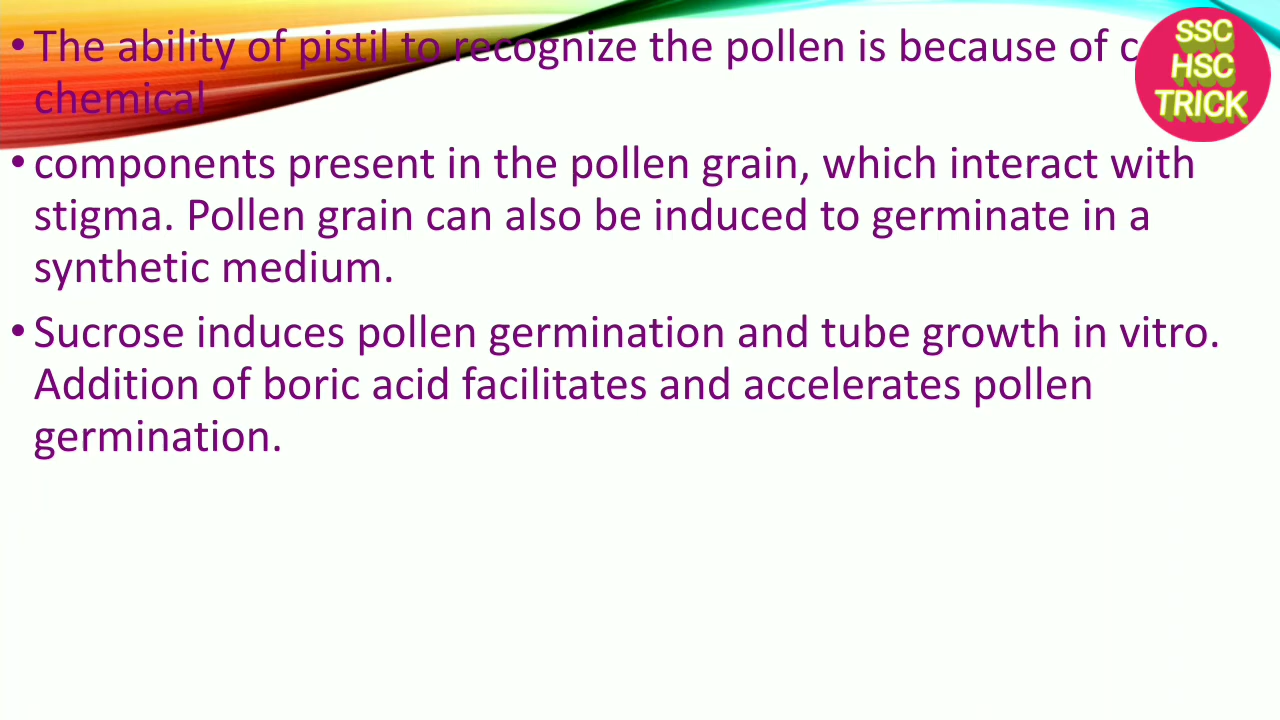 • The ability of pistil to recognize the pollen is because of
chemical
• components present in the pollen grain, which interact with
stigma. Pollen grain can also be induced to germinate in a
synthetic medium.
• Sucrose induces pollen germination and tube growth in vitro.
Addition of boric acid facilitates and accelerates pollen
germination.
SSC
HSC
TRICK